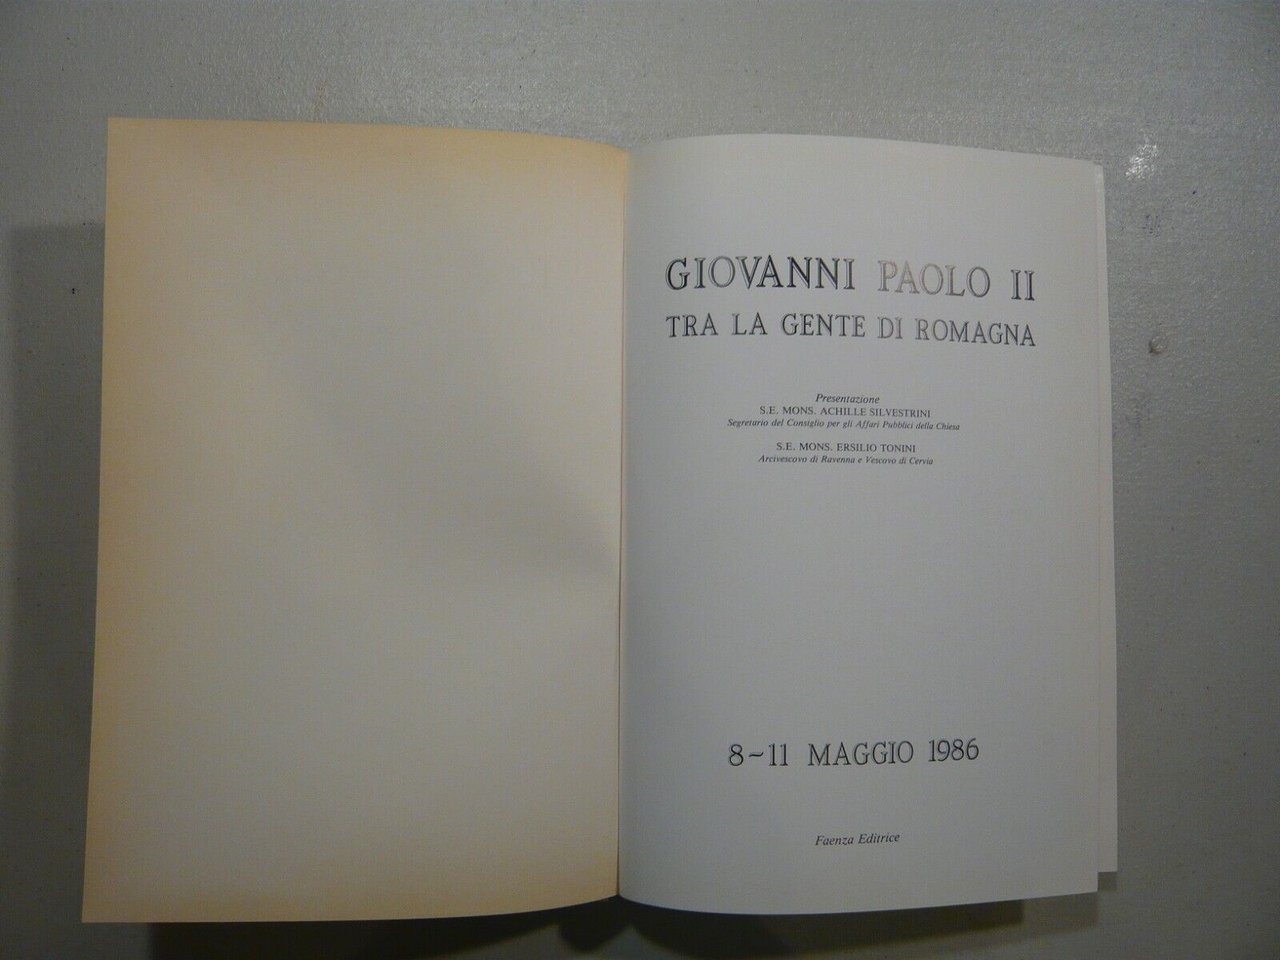 GIOVANNI PAOLO II
TRA LA GENTE DI ROMAGNA
Presentazione
S.E. MONS. ACHILLE SILVESTRINI
Segretario del Consiglio per gli Affari Pubblici della Chiesa
S.E. MONS. ERSILIO TONINI
Arcivescovo di Ravenna e Vescovo di Cervia
8-11 MAGGIO 1986
Faenza Editrice